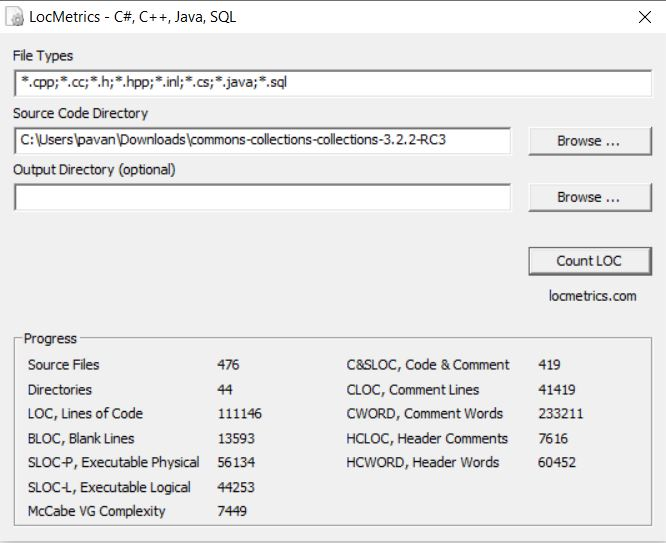 LocMetrics - C#, C++, Java, SQL
File Types
*.cpp;*.cc;*.h;*.hpp;*.inl;*.cs;*.java;*.sql
Source Code Directory
C:\Users\pavan\Downloads\commons-collections-collections-3.2.2-RC3
Browse ...
Output Directory (optional)
Browse ...
Count LOC
locmetrics.com
Progress
Source Files 476 C&SLOC, Code & Comment 419
Directories 44 CLOC, Comment Lines 41419
LOC, Lines of Code 111146 CWORD, Comment Words 233211
BLOC, Blank Lines 13593 HCLOC, Header Comments 7616
SLOC-P, Executable Physical 56134 HCWORD, Header Words 60452
SLOC-L, Executable Logical 44253
McCabe VG Complexity 7449